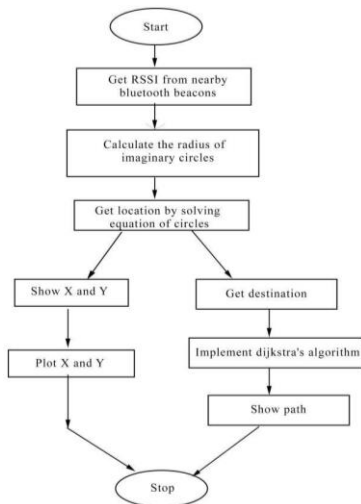 Start
Get RSSI from nearby
bluetooth beacons
Calculate the radius of
imaginary circles
Get location by solving
equation of circles
Show X and Y
Get destination
Plot X and Y
Implement dijkstra's algorithm
Show path
Stop